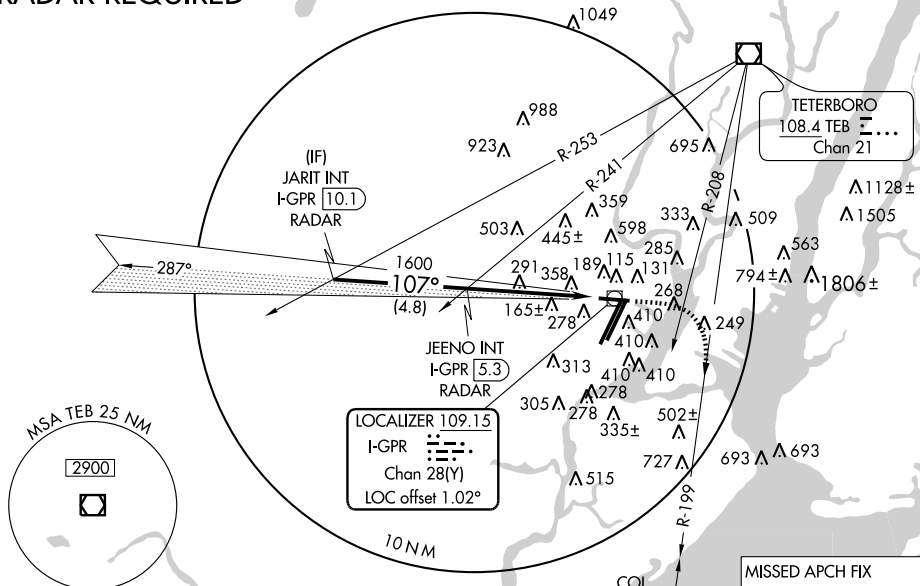 RADAR REQUIRED
1049
988
923
R-253
R-241
695
R-208
TETERBORO
108.4 TEB
Chan 21
(IF)
JARIT INT
I-GPR 10.1
RADAR
1128±
1505
359
503
445±
598
333
509
285
563
794±
1806±
287°
1600
107°
(4.8)
291
358
189
115
131
268
165±
278
410
249
410
JEENO INT
I-GPR 5.3
RADAR
313
410
410
278
305
278
335±
502±
727
693
693
515
LOCALIZER 109.15
I-GPR
Chan 28(Y)
LOC offset 1.02°
MSA TEB 25 NM
2900
10 NM
R-199
COL
MISSED APCH FIX